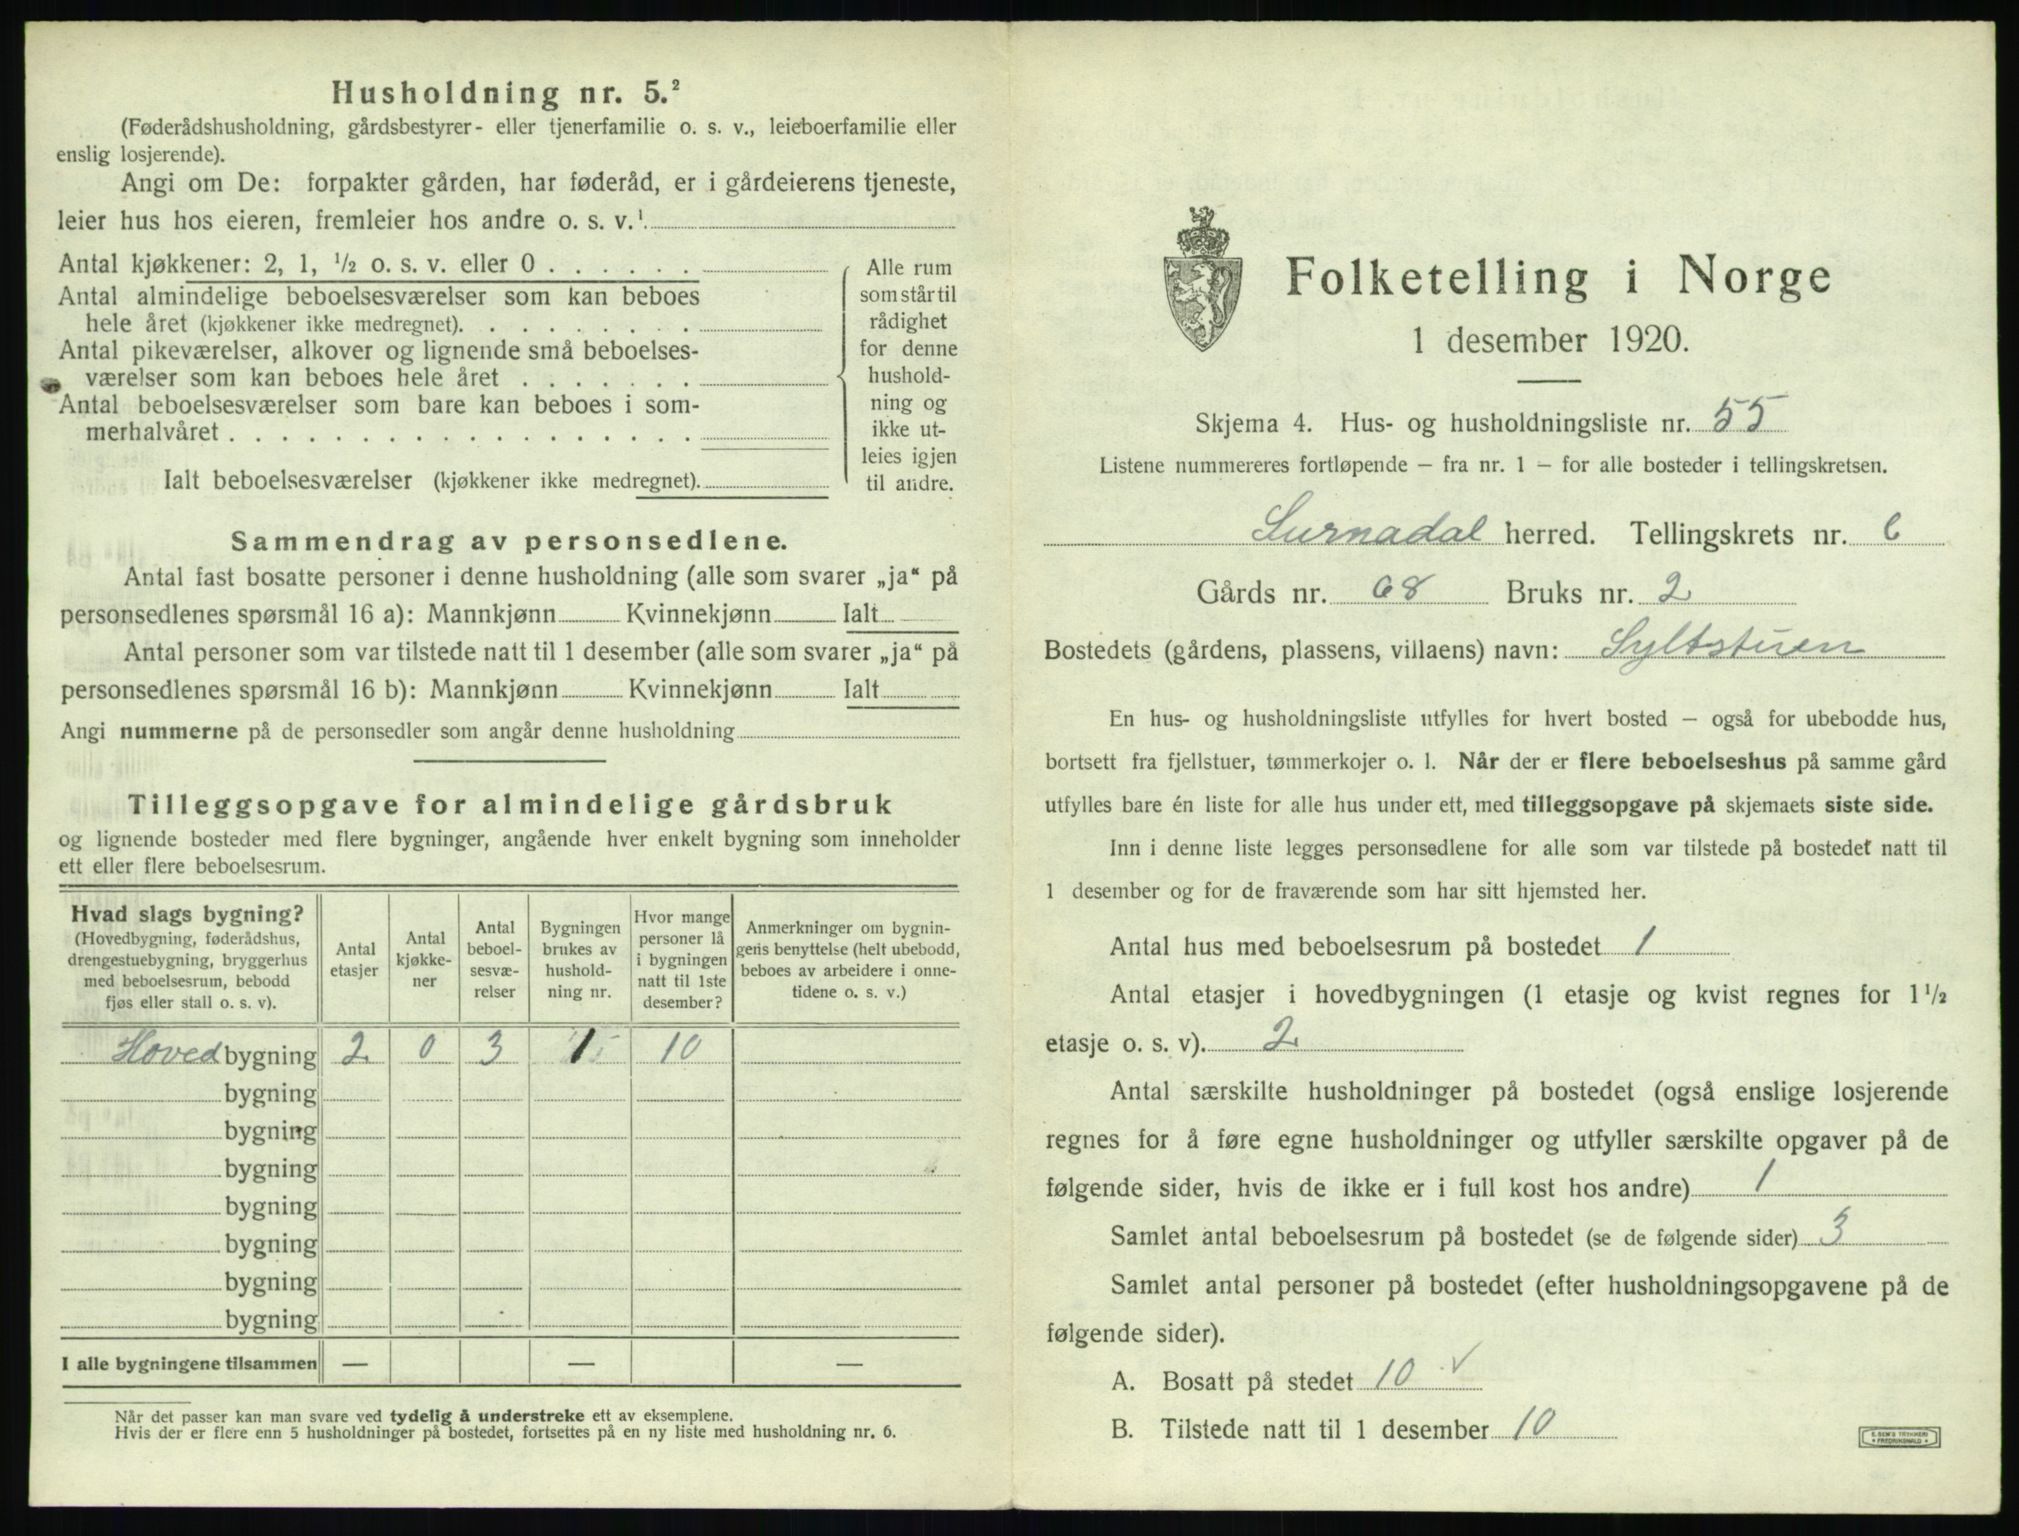 Husholdning nr. 5.²
(Føderådshusholdning, gårdsbestyrer- eller tjenerfamilie o. s. v., leieboerfamilie eller
enslig losjerende).
Angi om De: forpakter gården, har føderåd, er i gårdeierens tjeneste,
leier hus hos eieren, fremleier hos andre o. s. v.¹
Antal kjøkkener: 2, 1, ½ o. s. v. eller 0 . . . . . .
Antal almindelige beboelsesværelser som kan beboes
hele året (kjøkkener ikke medregnet). . . . . . . . .
Antal pikeværelser, alkover og lignende små beboelses-
værelser som kan beboes hele året . . . . . . .
Antal beboelsesværelser som bare kan beboes i som-
merhalvåret . . . . . . . . . . . . . . . . . .
Ialt beboelsesværelser (kjøkkener ikke medregnet).
Alle rum
som står til
rådighet
for denne
hushold-
ning og
ikke ut-
leies igjen
til andre.
Sammendrag av personsedlene.
Antal fast bosatte personer i denne husholdning (alle som svarer „ja“ på
personsedlenes spørsmål 16 a): Mannkjønn Kvinnekjønn Ialt
Antal personer som var tilstede natt til 1 desember (alle som svarer „ja“ på
personsedlenes spørsmål 16 b): Mannkjønn Kvinnekjønn Ialt
Angi nummerne på de personsedler som angår denne husholdning
Tilleggsopgave for almindelige gårdsbruk
og lignende bosteder med flere bygninger, angående hver enkelt bygning som inneholder
ett eller flere beboelsesrum.
Hvad slags bygning?
(Hovedbygning, føderådshus,
drengestuebygning, bryggerhus
med beboelsesrum, bebodd
fjøs eller stall o. s. v).
Antal
etasjer
Antal
kjøkke-
ner
Antal
beboel-
sesvæ-
relser
Bygningen
brukes av
hushold-
ning nr.
Hvor mange
personer lå
i bygningen
natt til 1ste
desember?
Anmerkninger om bygnin-
gens benyttelse (helt ubebodd,
beboes av arbeidere i onne-
tidene o. s. v.)
Hoved bygning 2 0 3 1 10
bygning
bygning
bygning
bygning
bygning
bygning
bygning
I alle bygningene tilsammen — — —
Når det passer kan man svare ved tydelig å understreke ett av eksemplene.
Hvis der er flere enn 5 husholdninger på bostedet, fortsettes på en ny liste med husholdning nr. 6.
Folketelling i Norge
1 desember 1920.
Skjema 4. Hus- og husholdningsliste nr. 55
Listene nummereres fortløpende – fra nr. 1 – for alle bosteder i tellingskretsen.
Surnadal herred. Tellingskrets nr. 6
Gårds nr. 68 Bruks nr. 2
Bostedets (gårdens, plassens, villaens) navn: Syltstuen
En hus- og husholdningsliste utfylles for hvert bosted – også for ubebodde hus,
bortsett fra fjellstuer, tømmerkojer o. l. Når der er flere beboelseshus på samme gård
utfylles bare én liste for alle hus under ett, med tilleggsopgave på skjemaets siste side.
Inn i denne liste legges personsedlene for alle som var tilstede på bostedet natt til
1 desember og for de fraværende som har sitt hjemsted her.
Antal hus med beboelsesrum på bostedet 1
Antal etasjer i hovedbygningen (1 etasje og kvist regnes for 1½
etasje o. s. v). 2
Antal særskilte husholdninger på bostedet (også enslige losjerende
regnes for å føre egne husholdninger og utfyller særskilte opgaver på de
følgende sider, hvis de ikke er i full kost hos andre) 1
Samlet antal beboelsesrum på bostedet (se de følgende sider) 3
Samlet antal personer på bostedet (efter husholdningsopgavene på de
følgende sider).
A. Bosatt på stedet 10 ✓
B. Tilstede natt til 1 desember 10